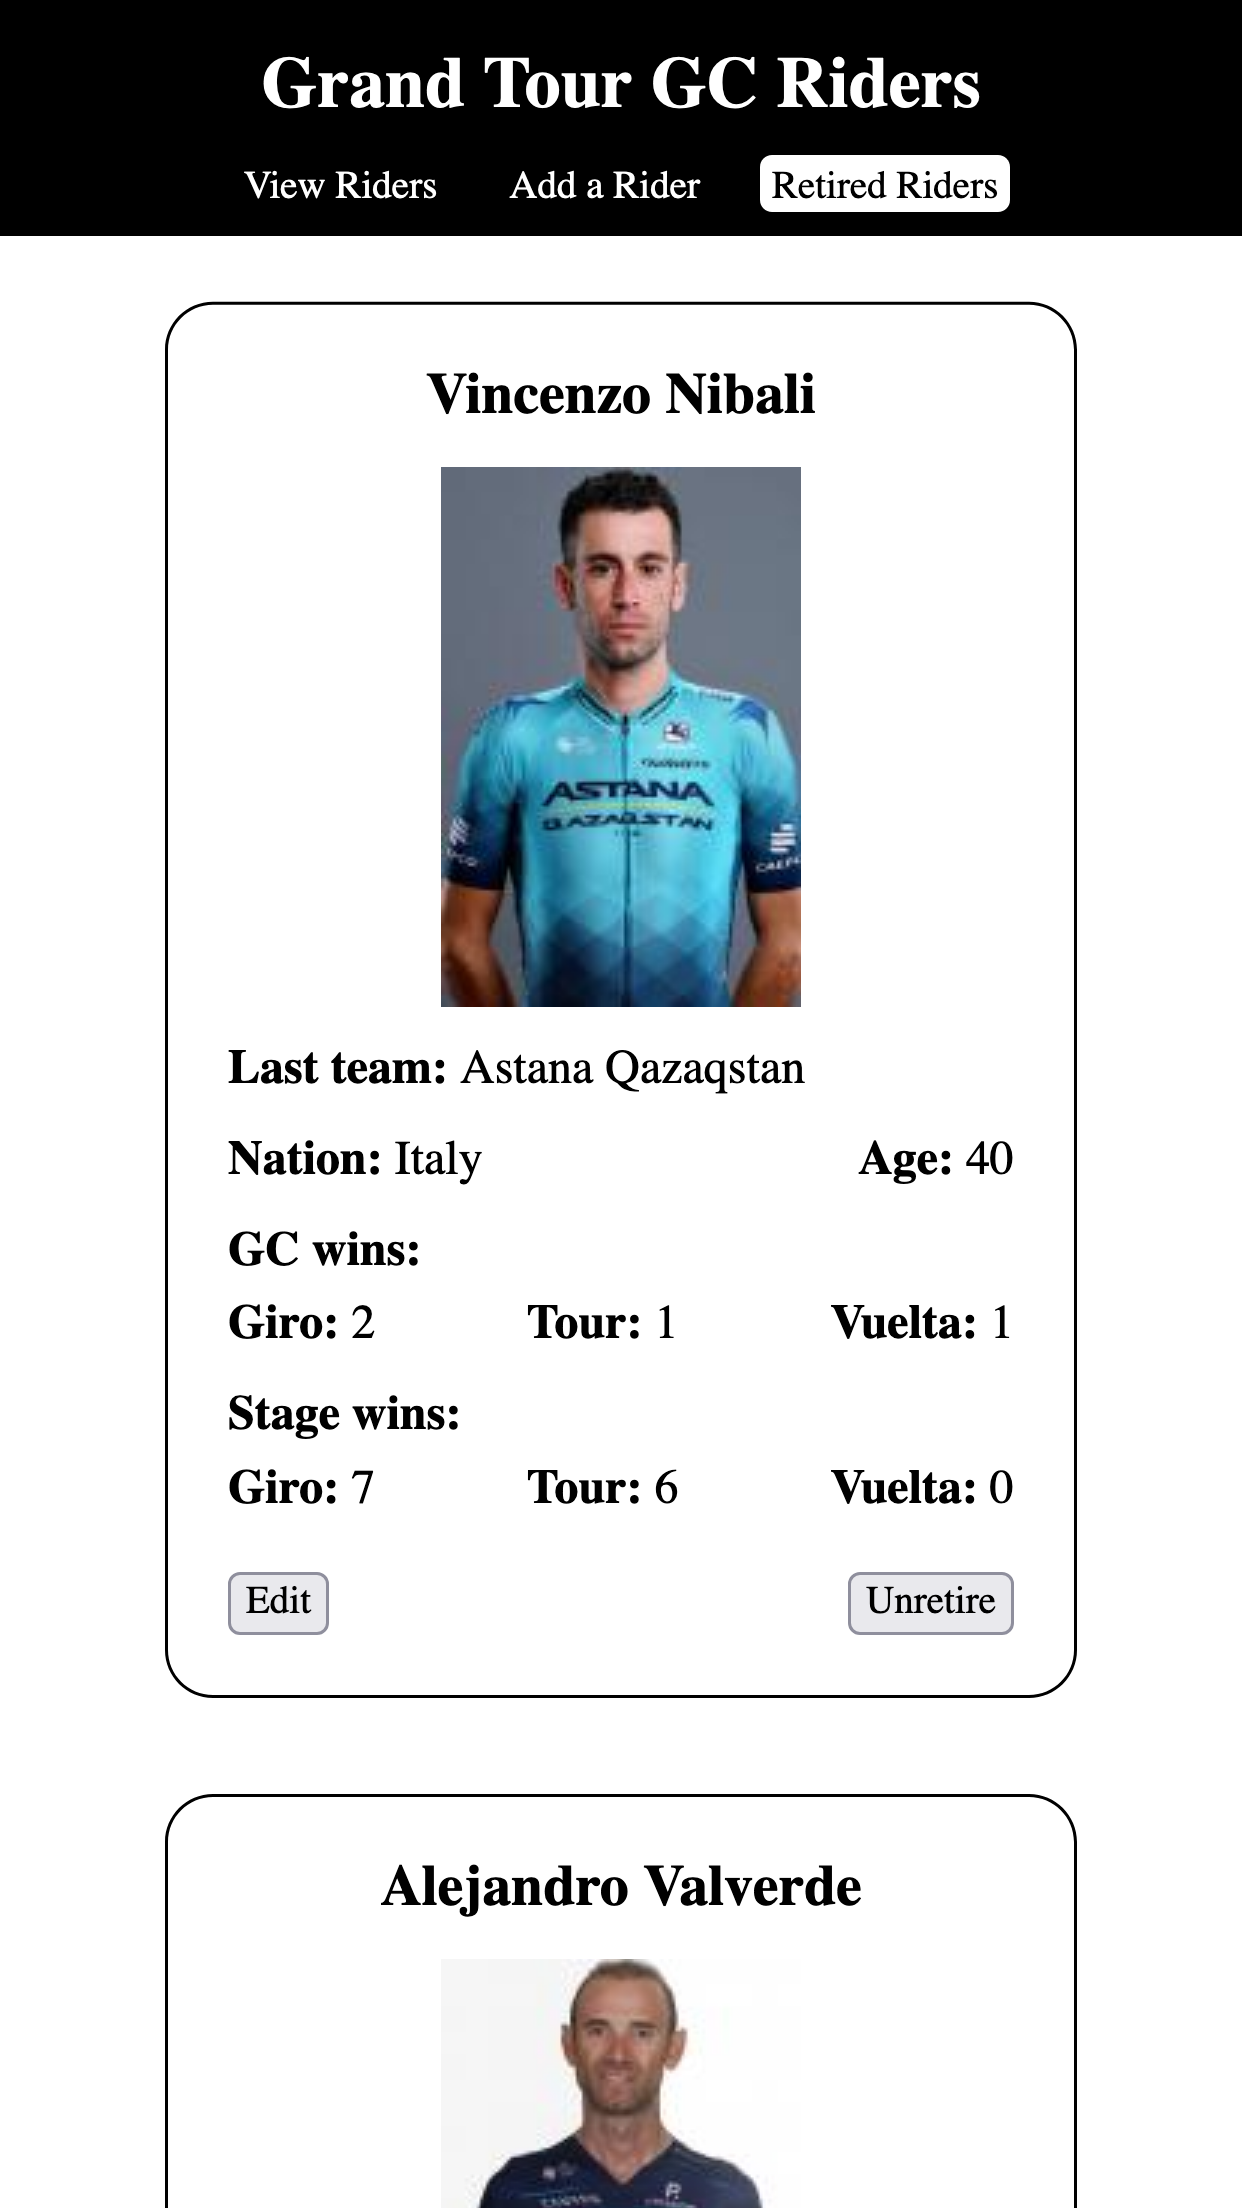 Grand Tour GC Riders
View Riders Add a Rider Retired Riders
Vincenzo Nibali
ASTANA
QAZAQSTAN
Last team: Astana Qazaqstan
Nation: Italy Age: 40
GC wins:
Giro: 2 Tour: 1 Vuelta: 1
Stage wins:
Giro: 7 Tour: 6 Vuelta: 0
Edit Unretire
Alejandro Valverde